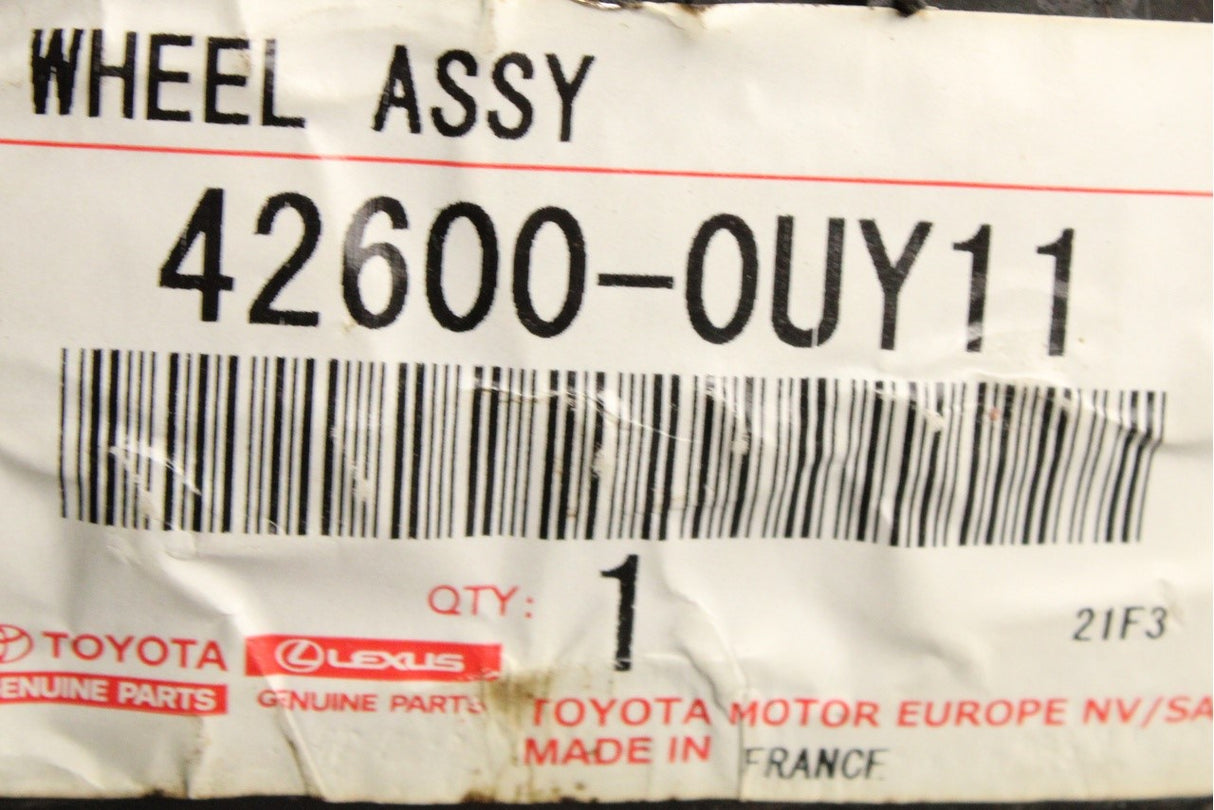 WHEEL ASSY
42600-0UY11
QTY: 1
21F3
TOYOTA LEXUS
GENUINE PARTS GENUINE PARTS
TOYOTA MOTOR EUROPE NV/SA
MADE IN FRANCE